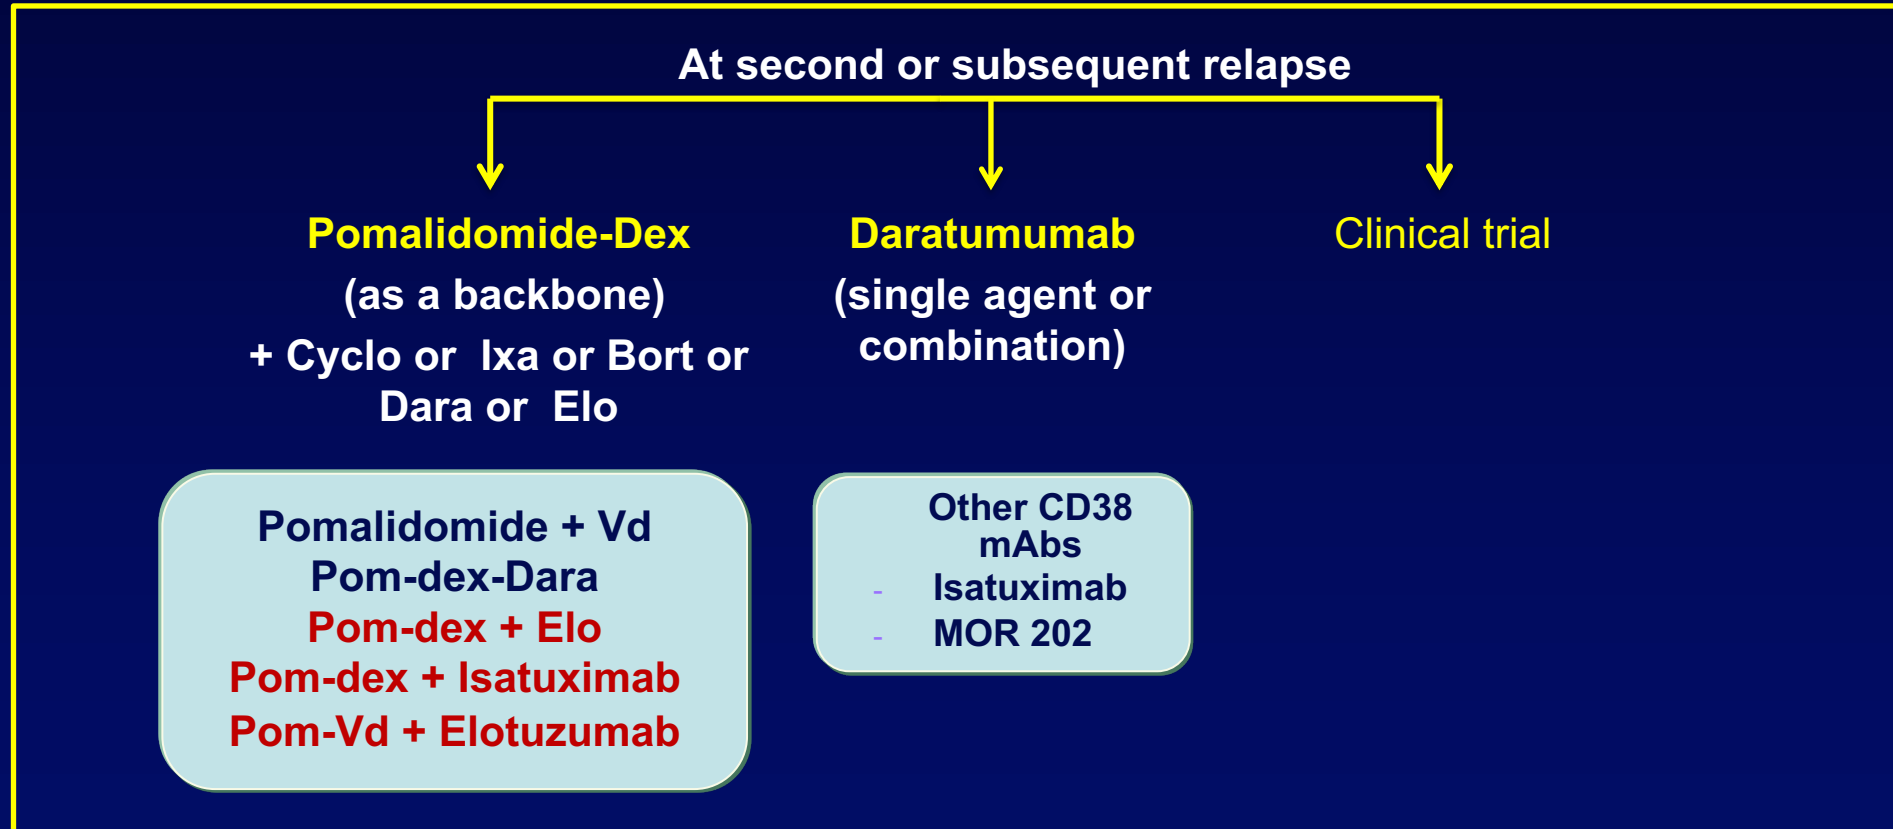 At second or subsequent relapse
Pomalidomide-Dex
(as a backbone)
+ Cyclo or Ixa or Bort or
Dara or Elo
Daratumumab
(single agent or
combination)
Clinical trial
Pomalidomide + Vd
Pom-dex-Dara
Pom-dex + Elo
Pom-dex + Isatuximab
Pom-Vd + Elotuzumab
Other CD38
mAbs
- Isatuximab
- MOR 202